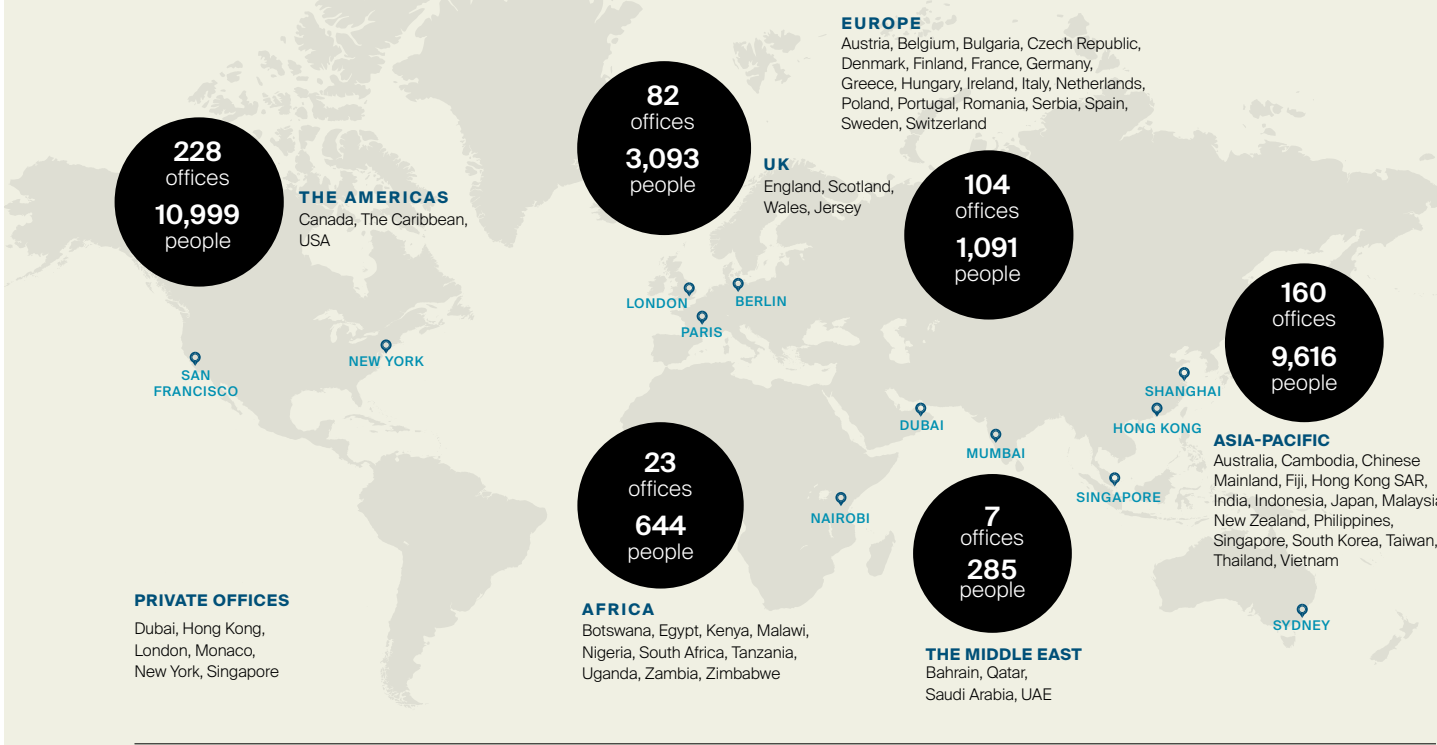 EUROPE
Austria, Belgium, Bulgaria, Czech Republic,
Denmark, Finland, France, Germany,
Greece, Hungary, Ireland, Italy, Netherlands,
Poland, Portugal, Romania, Serbia, Spain,
Sweden, Switzerland
104
offices
1,091
people
82
offices
3,093
people
UK
England, Scotland,
Wales, Jersey
228
offices
10,999
people
THE AMERICAS
Canada, The Caribbean,
USA
LONDON
BERLIN
PARIS
SAN
FRANCISCO
NEW YORK
160
offices
9,616
people
SHANGHAI
HONG KONG
DUBAI
MUMBAI
SINGAPORE
NAIROBI
SYDNEY
ASIA-PACIFIC
Australia, Cambodia, Chinese
Mainland, Fiji, Hong Kong SAR,
India, Indonesia, Japan, Malaysia
New Zealand, Philippines,
Singapore, South Korea, Taiwan,
Thailand, Vietnam
23
offices
644
people
AFRICA
Botswana, Egypt, Kenya, Malawi,
Nigeria, South Africa, Tanzania,
Uganda, Zambia, Zimbabwe
7
offices
285
people
THE MIDDLE EAST
Bahrain, Qatar,
Saudi Arabia, UAE
PRIVATE OFFICES
Dubai, Hong Kong,
London, Monaco,
New York, Singapore